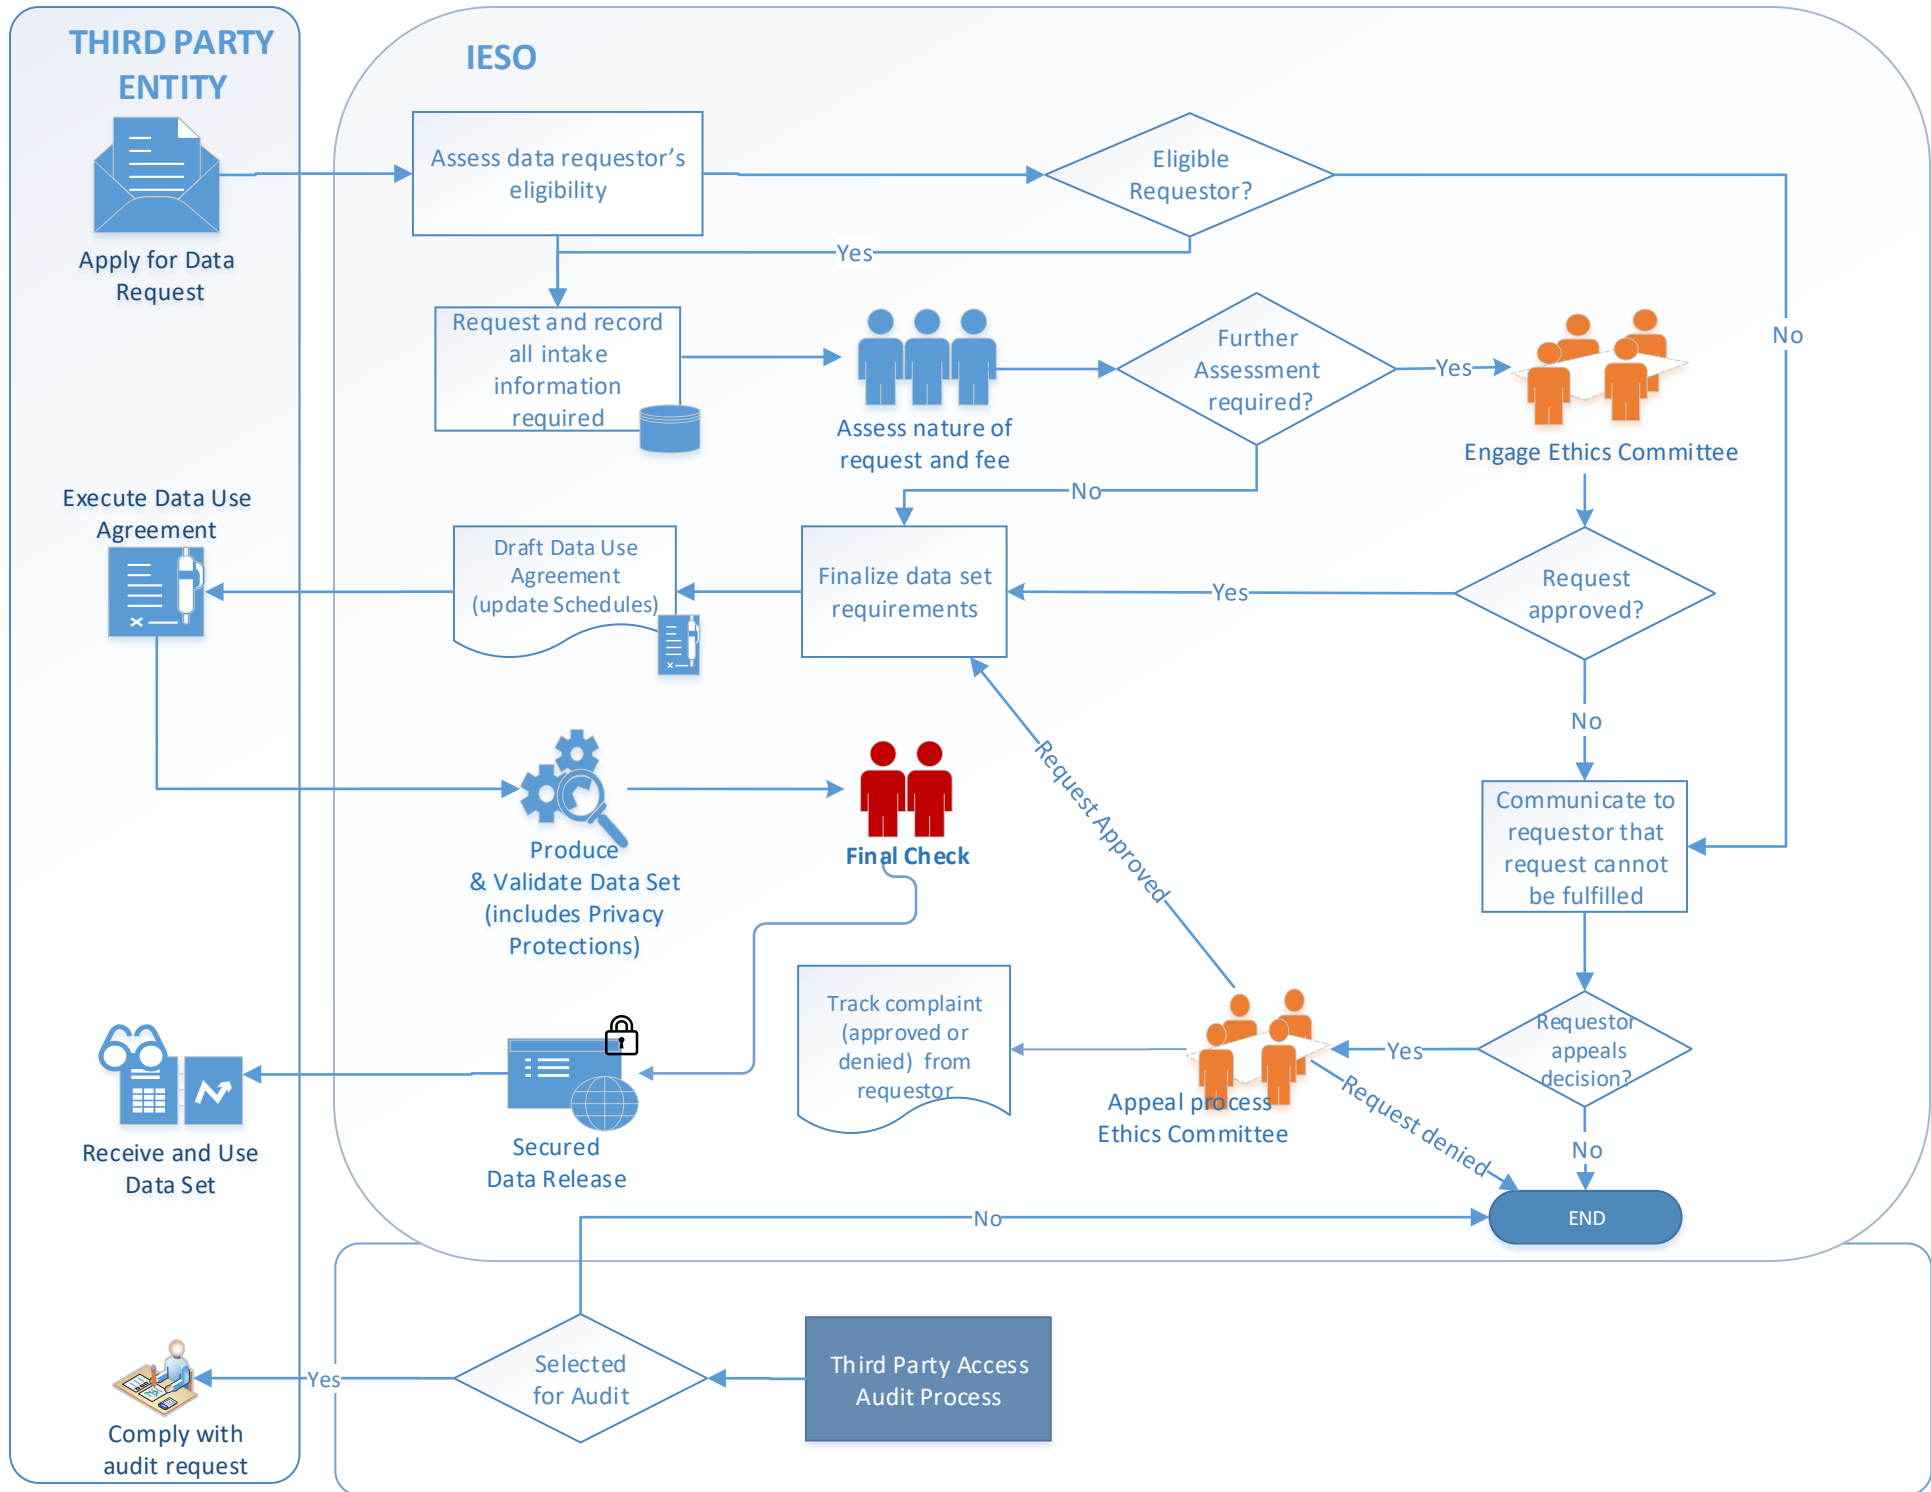 THIRD PARTY
ENTITY
IESO
Apply for Data
Request
Assess data requestor’s
eligibility
Eligible
Requestor?
Yes
No
Request and record
all intake
information
required
Assess nature of
request and fee
Further
Assessment
required?
Yes
Engage Ethics Committee
No
Execute Data Use
Agreement
Draft Data Use
Agreement
(update Schedules)
Finalize data set
requirements
Yes
Request
approved?
No
Produce
& Validate Data Set
(includes Privacy
Protections)
Final Check
Request Approved
Communicate to
requestor that
request cannot
be fulfilled
Receive and Use
Data Set
Secured
Data Release
Track complaint
(approved or
denied) from
requestor
Appeal process
Ethics Committee
Yes
Requestor
appeals
decision?
Request denied
No
No
END
Comply with
audit request
Yes
Selected
for Audit
Third Party Access
Audit Process